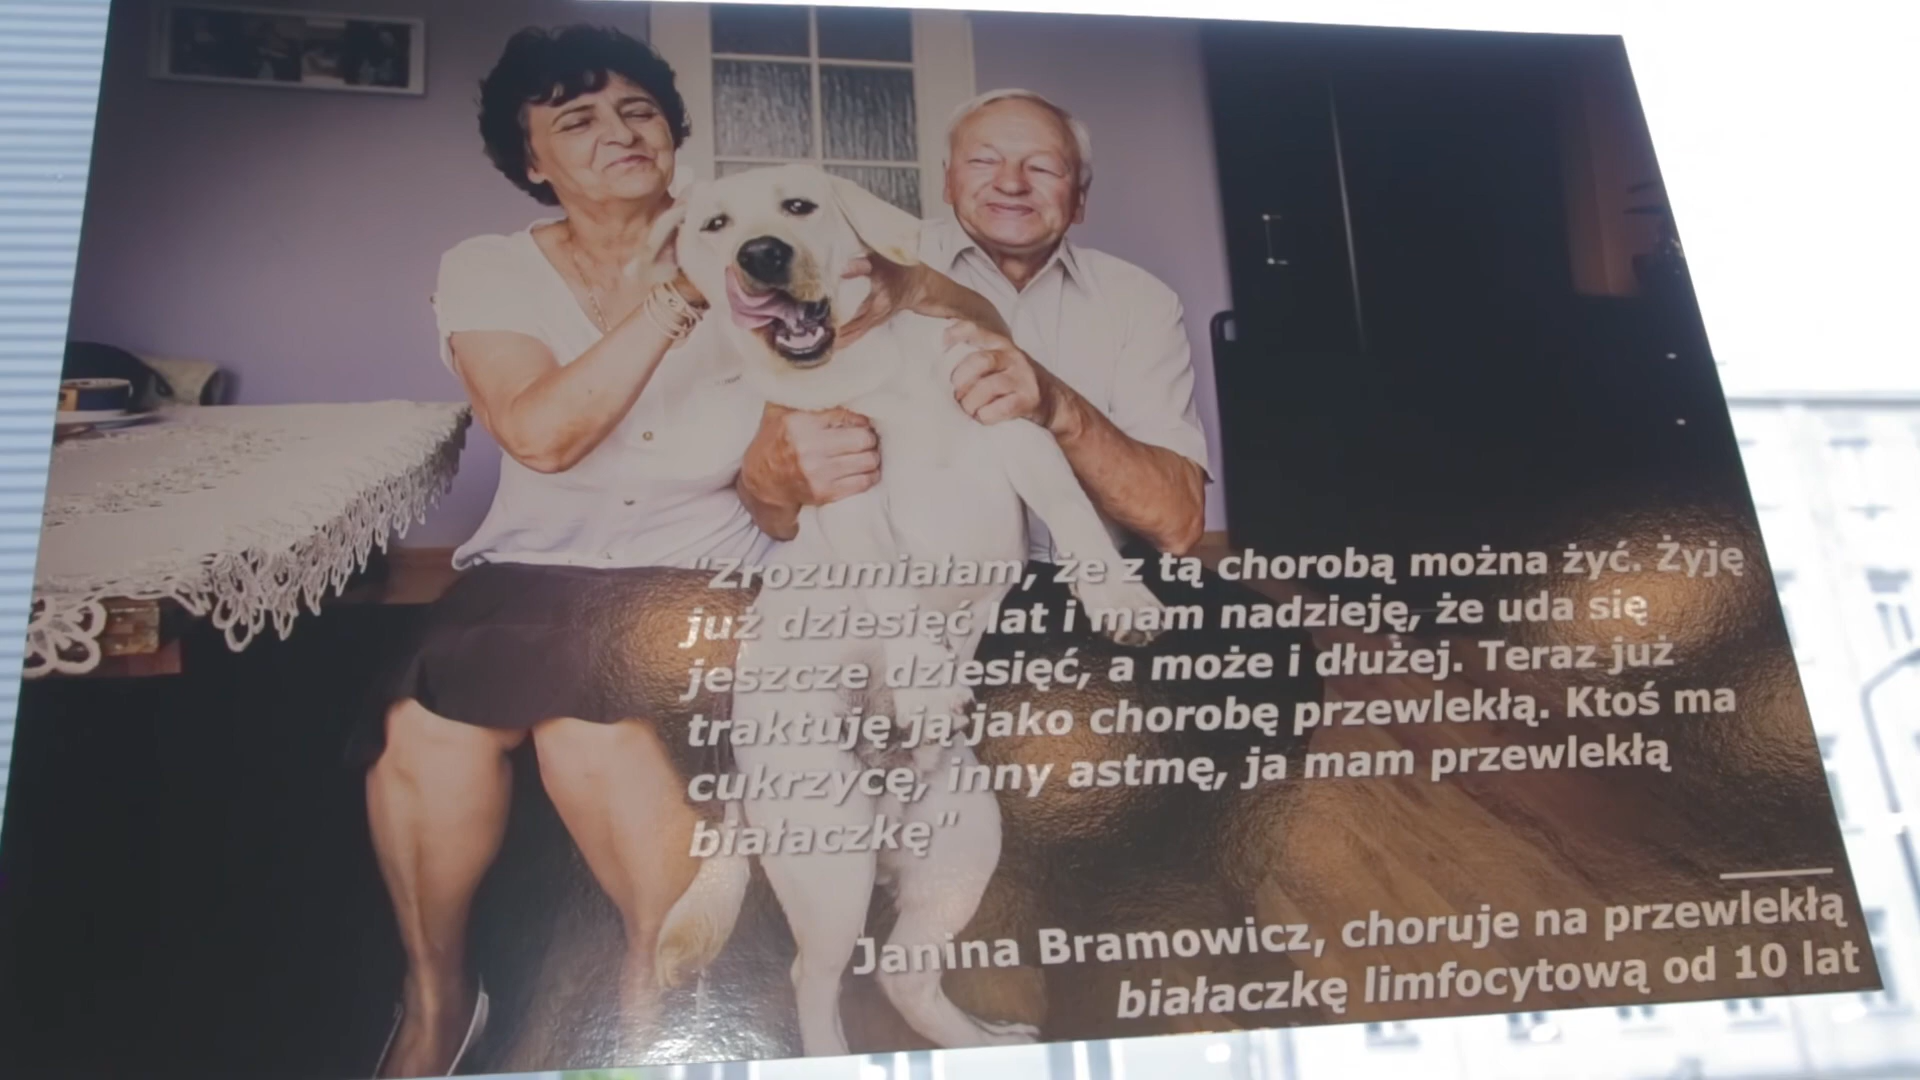 "Zrozumiałam, że z tą chorobą można żyć. Żyję
już dziesięć lat i mam nadzieję, że uda się
jeszcze dziesięć, a może i dłużej. Teraz już
traktuję ją jako chorobę przewlekłą. Ktoś ma
cukrzycę, inny astmę, ja mam przewlekłą
białaczkę"
Janina Bramowicz, choruje na przewlekłą
białaczkę limfocytową od 10 lat